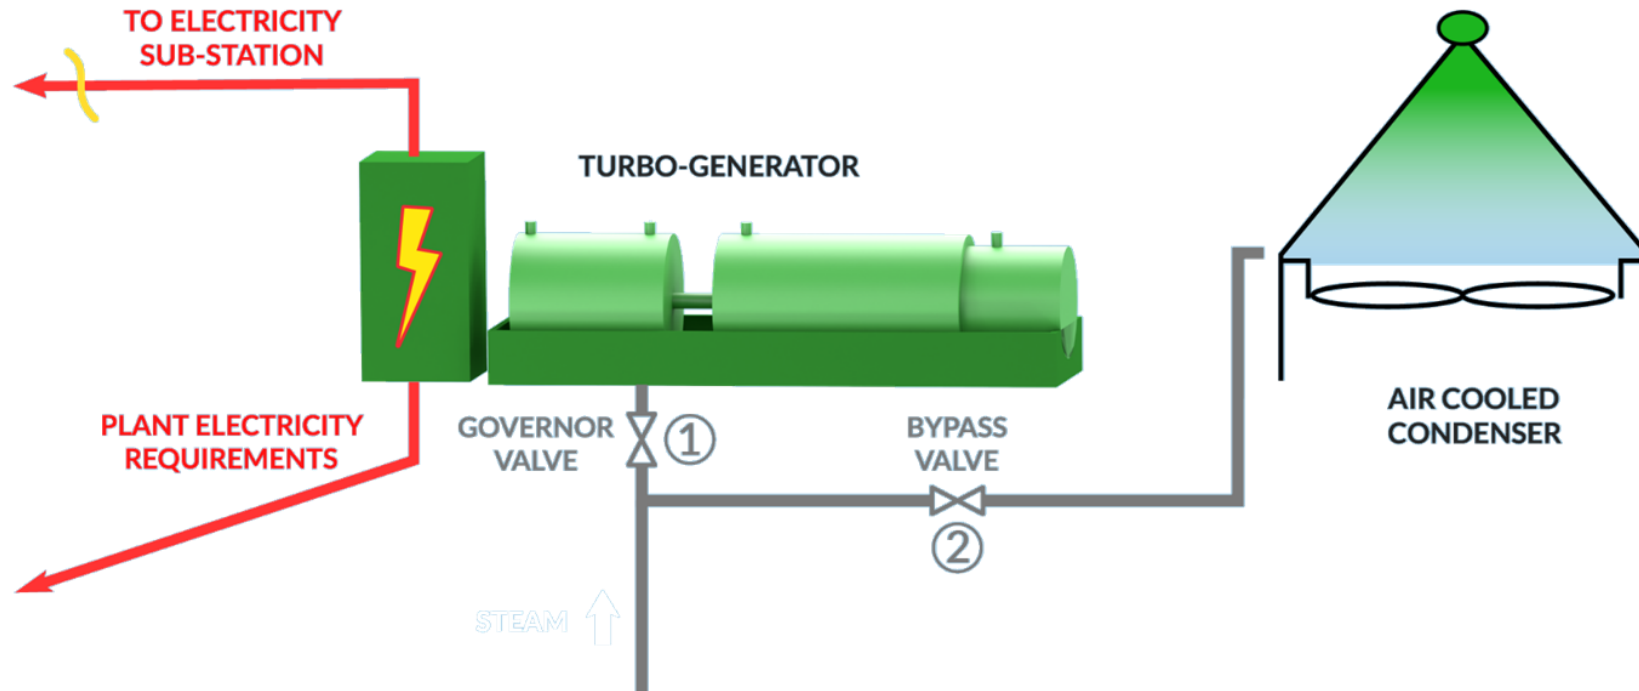 TO ELECTRICITY
SUB-STATION
TURBO-GENERATOR
PLANT ELECTRICITY
REQUIREMENTS
GOVERNOR
VALVE
1
BYPASS
VALVE
2
AIR COOLED
CONDENSER
STEAM